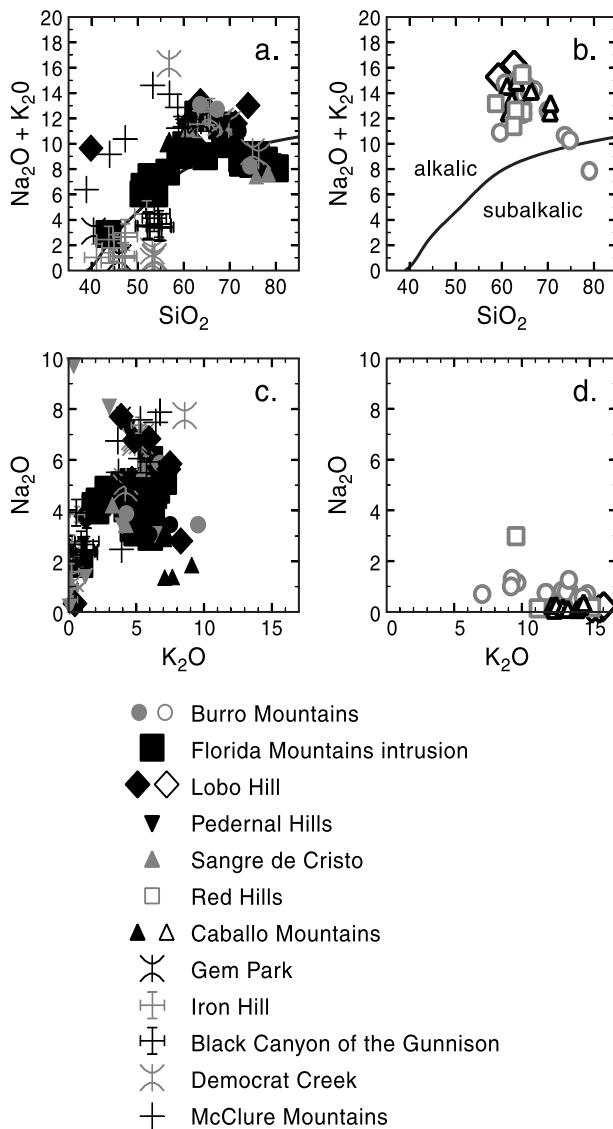 a.
Na₂O + K₂0
20
18
16
14
12
10
8
6
4
2
0
40 50 60 70 80
SiO₂
b.
Na₂O + K₂0
20
18
16
14
12
10
8
6
4
2
0
alkalic
subalkalic
40 50 60 70 80
SiO₂
c.
Na₂O
10
8
6
4
2
0
0 5 10 15
K₂O
d.
Na₂O
10
8
6
4
2
0
0 5 10 15
K₂O
Burro Mountains
Florida Mountains intrusion
Lobo Hill
Pedernal Hills
Sangre de Cristo
Red Hills
Caballo Mountains
Gem Park
Iron Hill
Black Canyon of the Gunnison
Democrat Creek
McClure Mountains